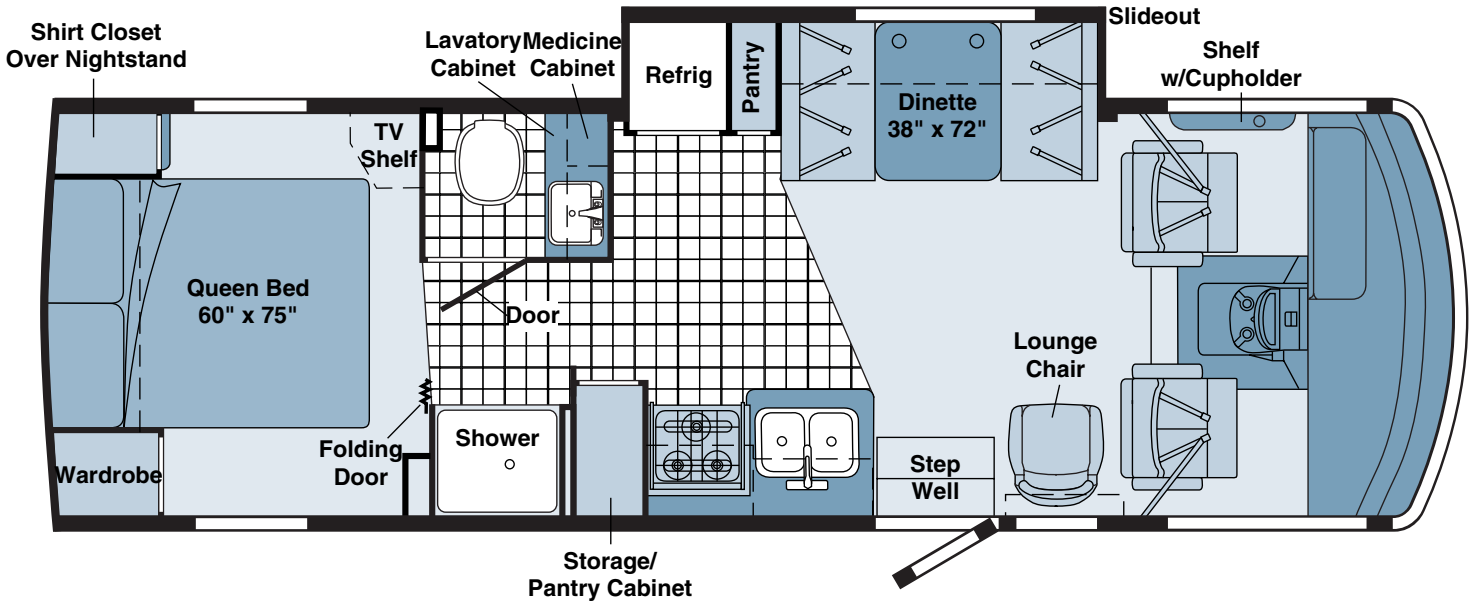 Shirt Closet
Over Nightstand
Lavatory
Cabinet
Medicine
Cabinet
Refrig
Pantry
Slideout
Shelf
w/Cupholder
Dinette
38" x 72"
TV
Shelf
Queen Bed
60" x 75"
Door
Lounge
Chair
Folding
Door
Shower
Wardrobe
Step
Well
Storage/
Pantry Cabinet